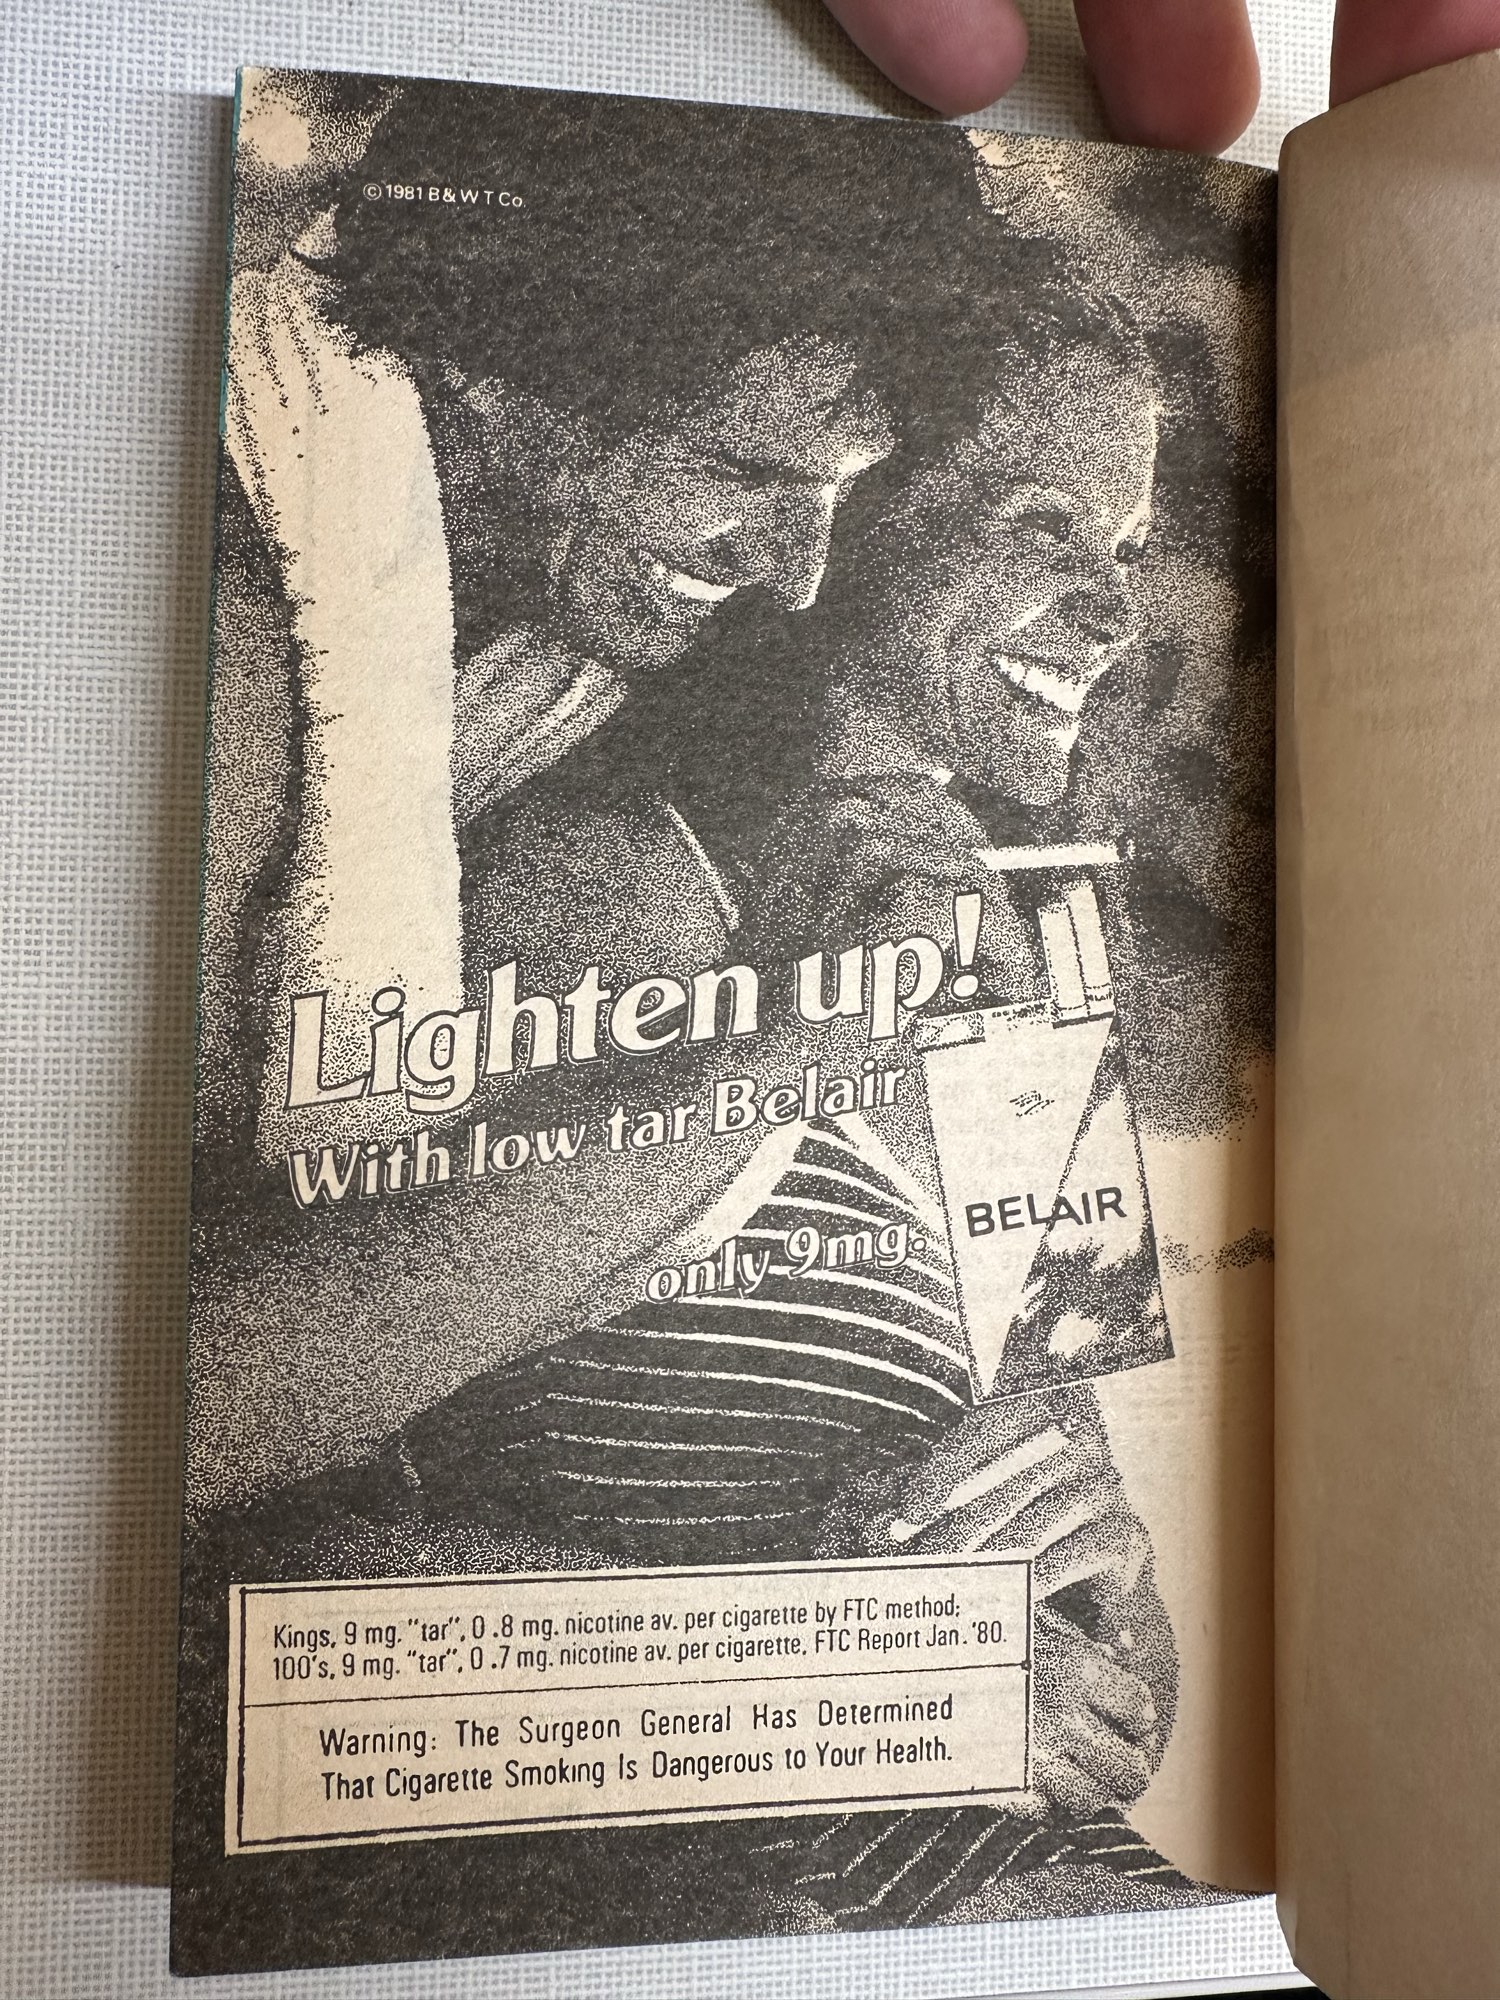 © 1981 B&W T Co.
Lighten up!
With low tar Belair
only 9mg.
BELAIR
Kings, 9 mg. "tar", 0.8 mg. nicotine av. per cigarette by FTC method;
100's, 9 mg. "tar", 0.7 mg. nicotine av. per cigarette, FTC Report Jan. '80.
Warning: The Surgeon General Has Determined
That Cigarette Smoking Is Dangerous to Your Health.